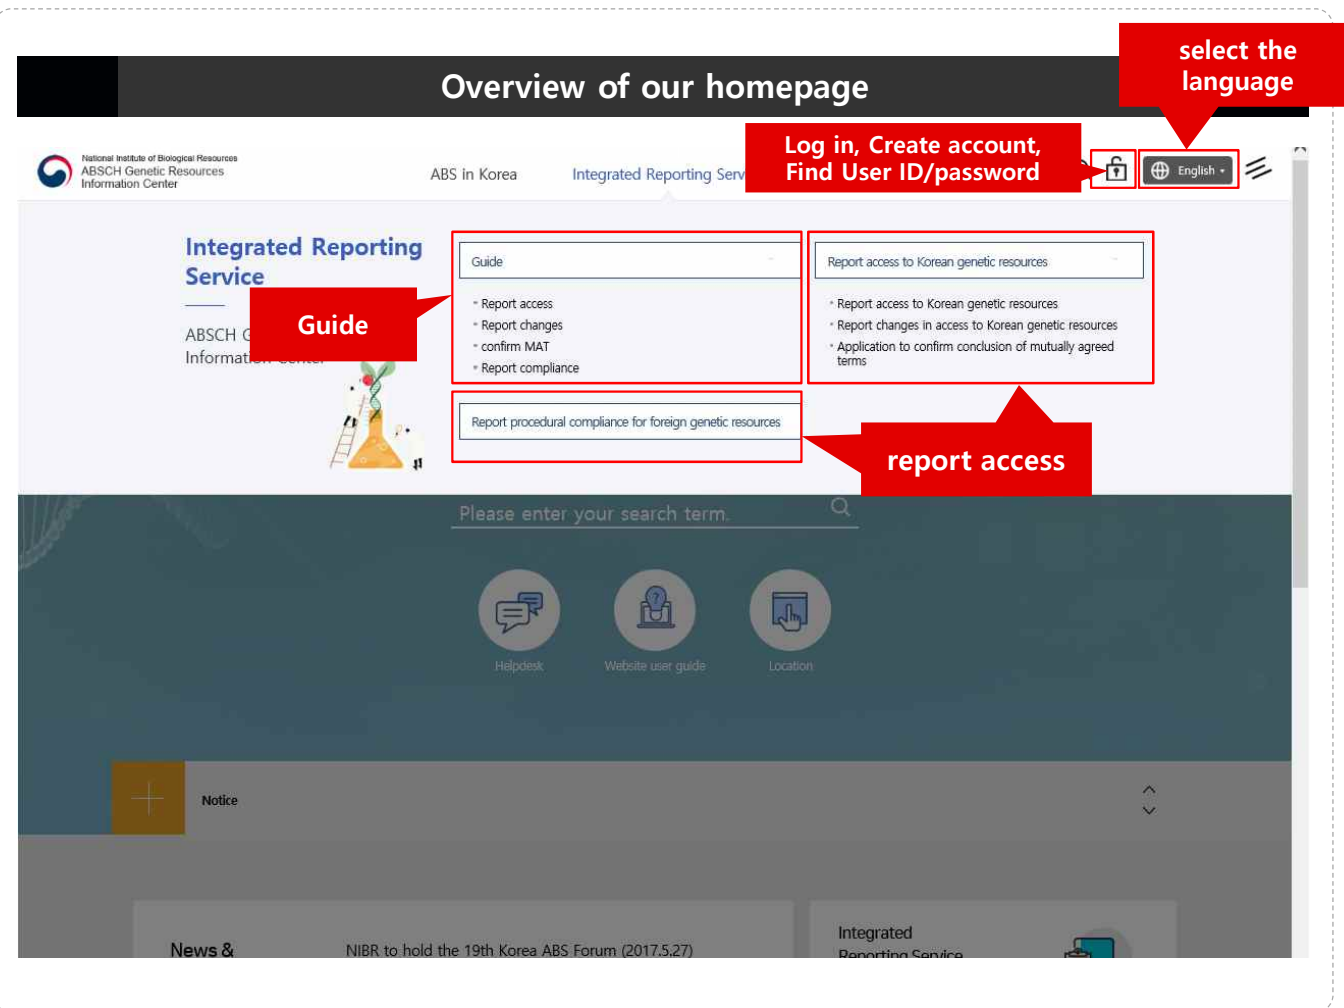 select the
language
Overview of our homepage
Log in, Create account,
Find User ID/password
National Institute of Biological Resources
ABSCH Genetic Resources
Information Center
ABS in Korea
Integrated Reporting Serv
English
Integrated Reporting
Service
ABSCH G
Informat
Center
Guide
Guide
Report access
Report changes
confirm MAT
Report compliance
Report access to Korean genetic resources
Report access to Korean genetic resources
Report changes in access to Korean genetic resources
Application to confirm conclusion of mutually agreed
terms
Report procedural compliance for foreign genetic resources
report access
Please enter your search term.
Helpdesk
Website user guide
Location
Notice
News &
NIBR to hold the 19th Korea ABS Forum (2017.5.27)
Integrated
Reporting Service